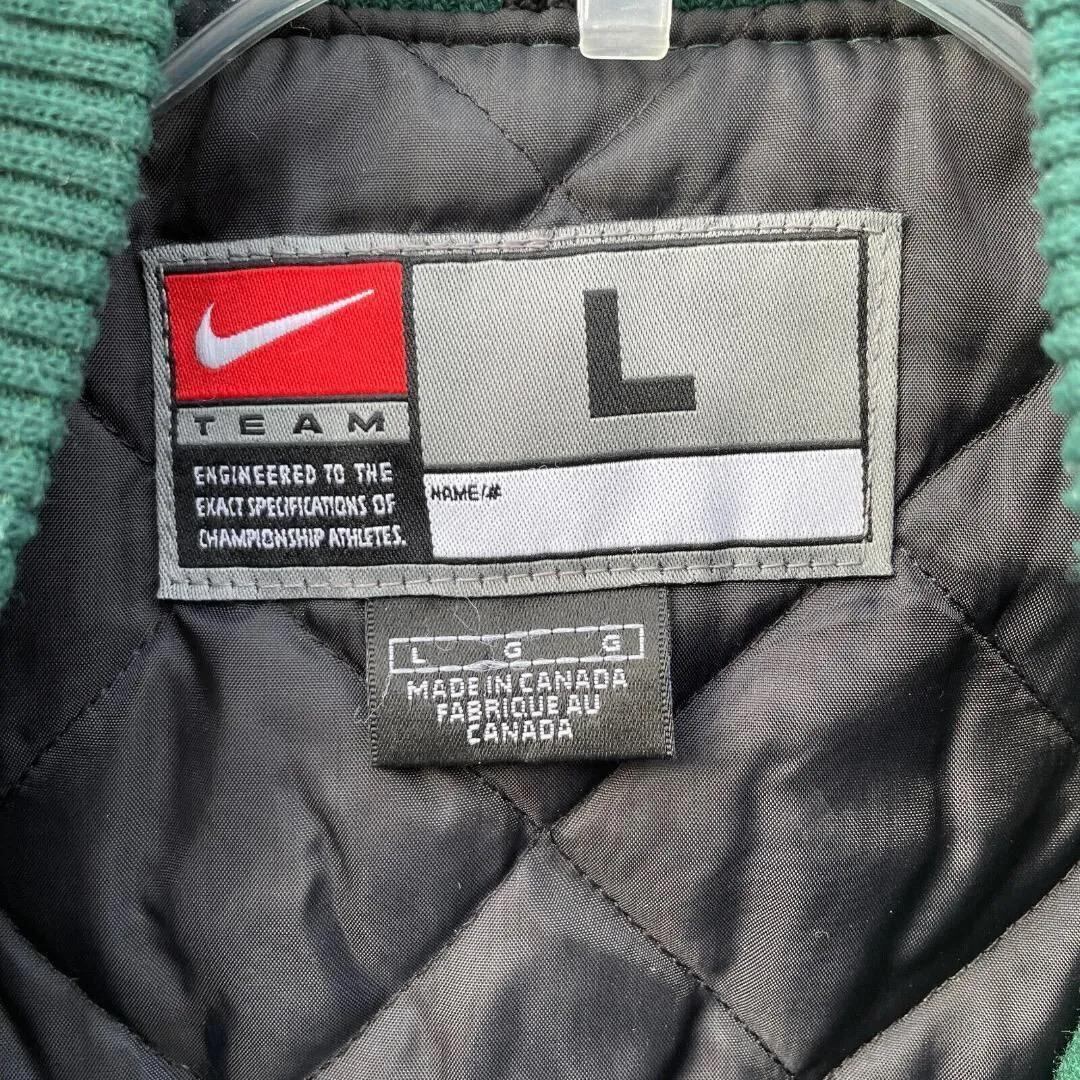 TEAM
ENGINEERED TO THE
EXACT SPECIFICATIONS OF
CHAMPIONSHIP ATHLETES.
L
NAME/#
L G G
MADE IN CANADA
FABRIQUE AU
CANADA